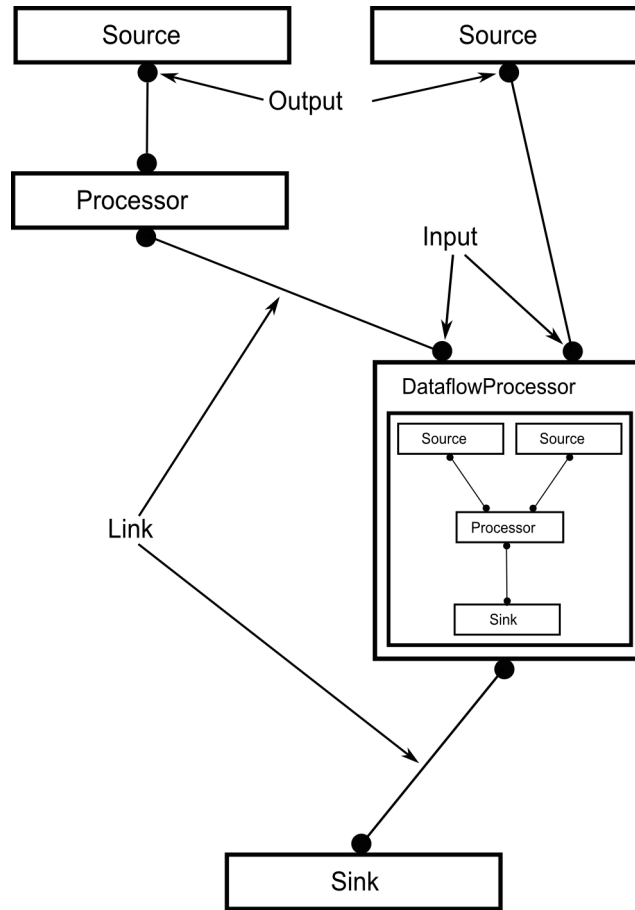 Source
Source
Output
Processor
Input
DataflowProcessor
Source
Source
Processor
Link
Sink
Sink